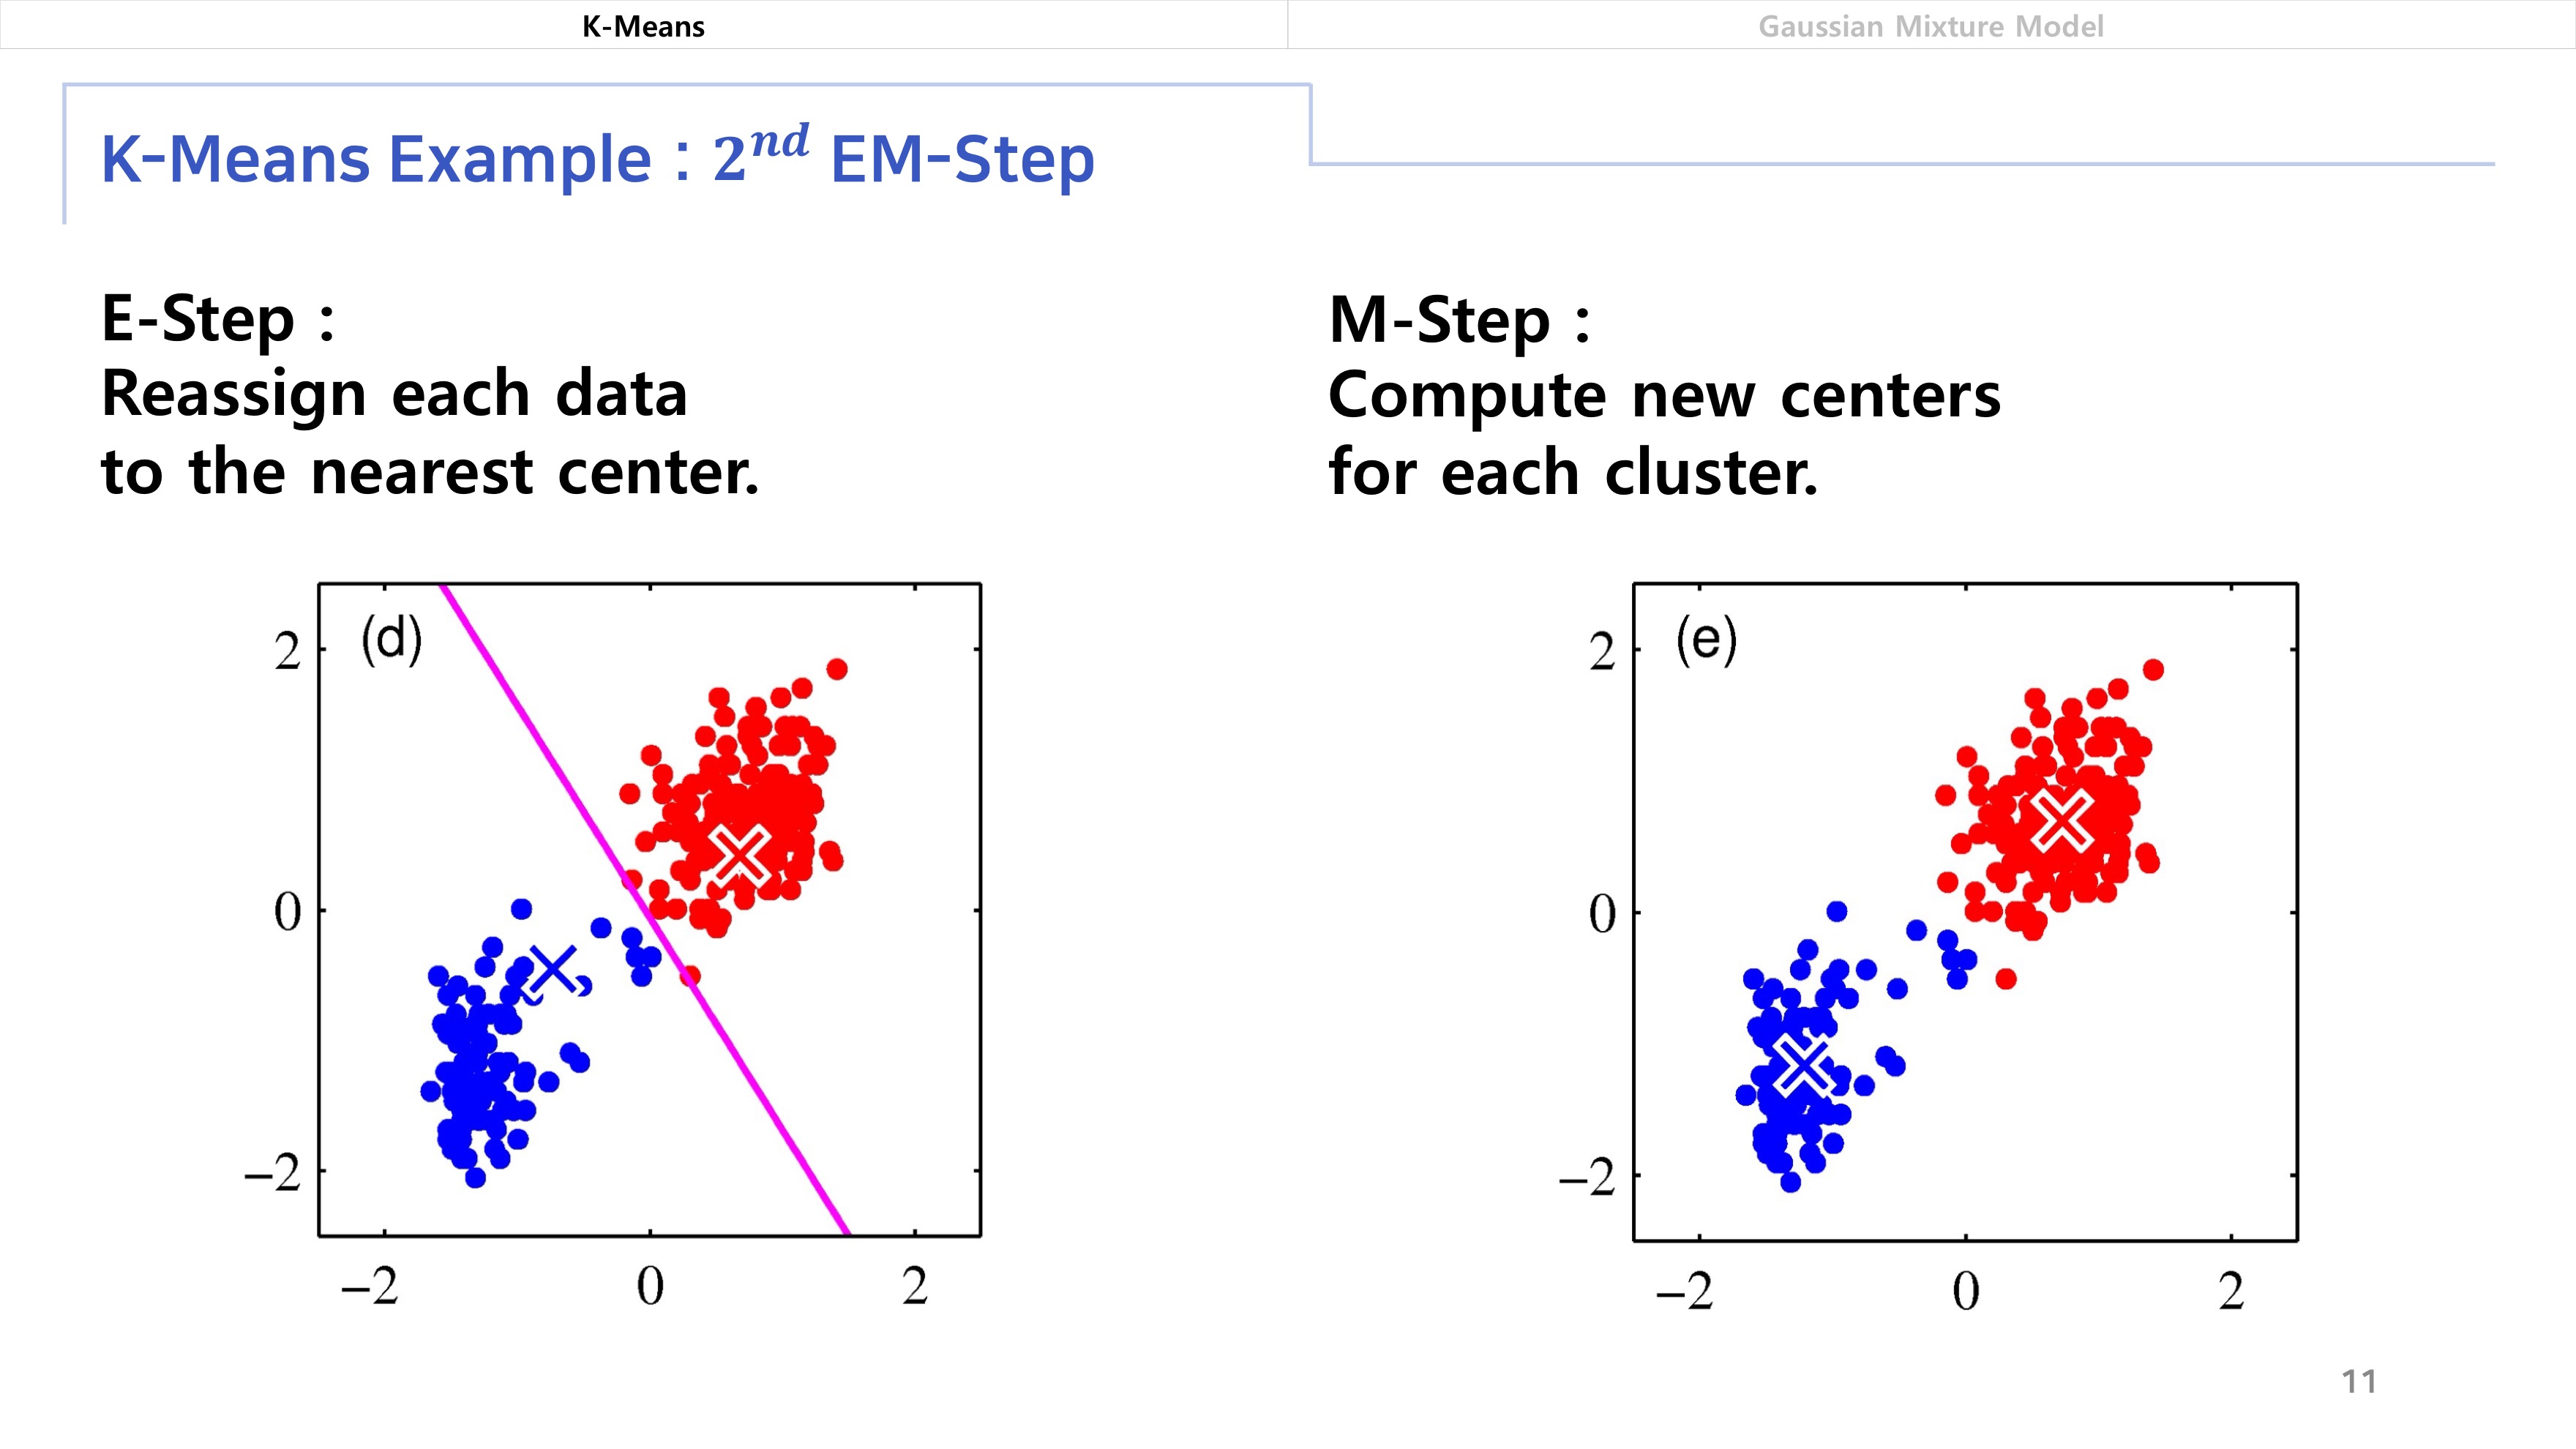 K-Means
Gaussian Mixture Model
K-Means Example : 2nd EM-Step
E-Step :
Reassign each data
to the nearest center.
M-Step :
Compute new centers
for each cluster.
(d)
2
0
−2
−2
0
2
(e)
2
0
−2
−2
0
2
11